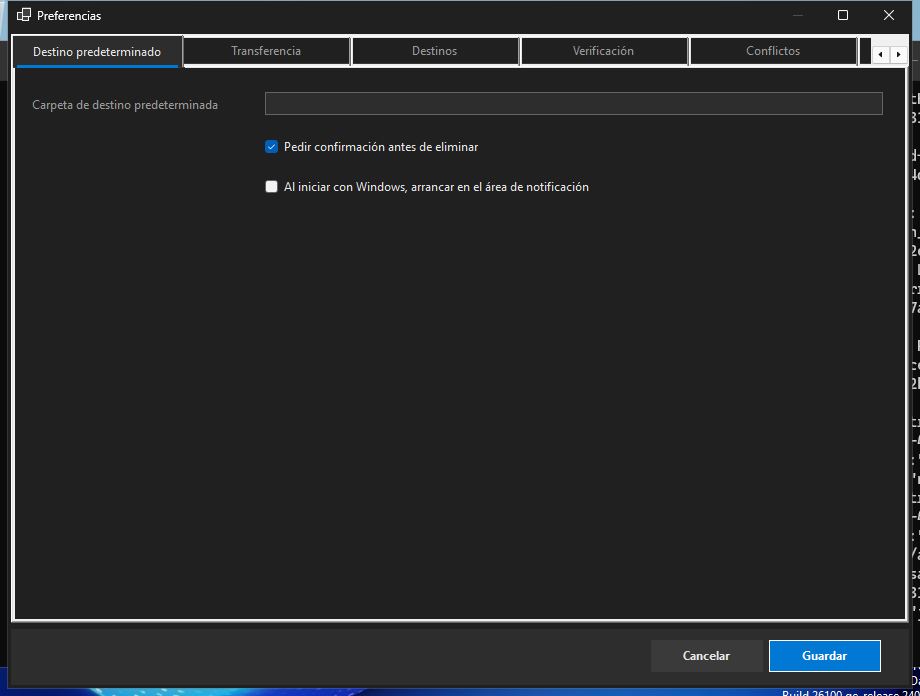 Preferencias
Destino predeterminado
Transferencia
Destinos
Verificación
Conflictos
Carpeta de destino predeterminada
Pedir confirmación antes de eliminar
Al iniciar con Windows, arrancar en el área de notificación
Cancelar
Guardar